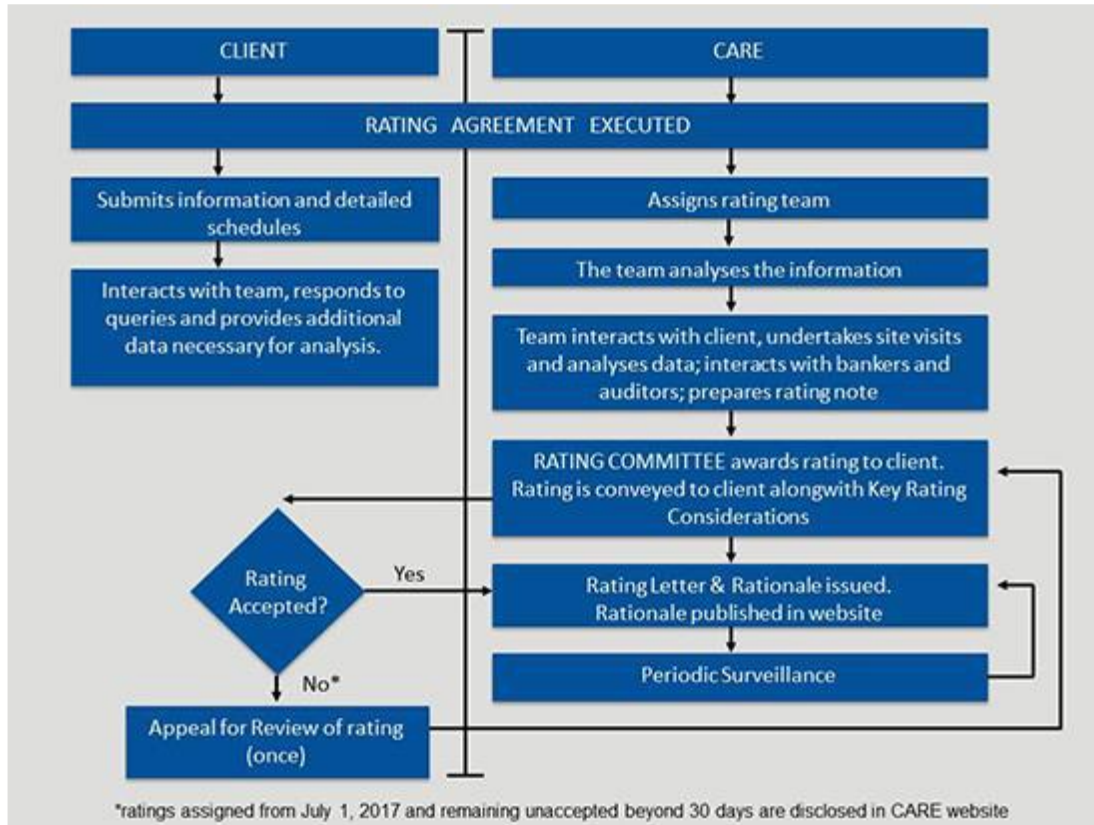 CLIENT
CARE
RATING AGREEMENT EXECUTED
Submits information and detailed
schedules
Assigns rating team
The team analyses the information
Interacts with team, responds to
queries and provides additional
data necessary for analysis.
Team interacts with client, undertakes site visits
and analyses data; interacts with bankers and
auditors; prepares rating note
RATING COMMITTEE awards rating to client.
Rating is conveyed to client alongwith Key Rating
Considerations
Rating
Accepted?
Yes
Rating Letter & Rationale issued.
Rationale published in website
Periodic Surveillance
No*
Appeal for Review of rating
(once)
*ratings assigned from July 1, 2017 and remaining unaccepted beyond 30 days are disclosed in CARE website